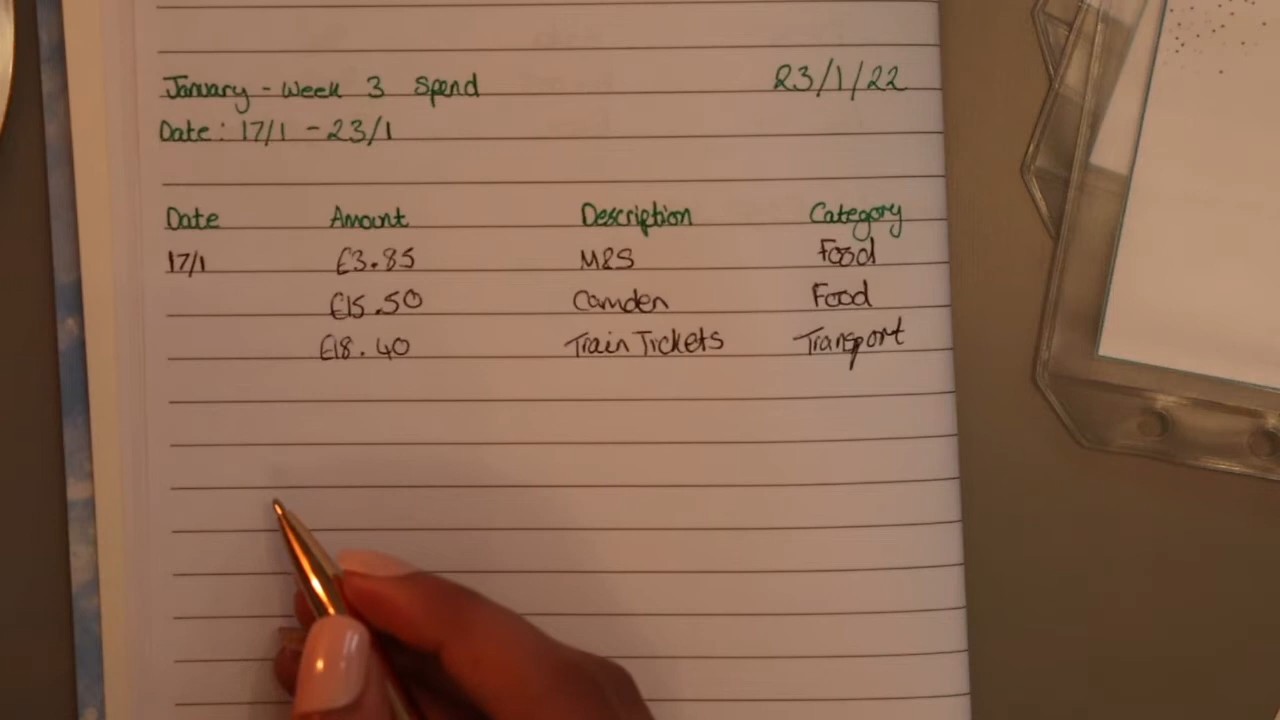 January - Week 3 Spend 23/1/22
Date: 17/1 - 23/1
Date Amount Description Category
17/1 £3.85 M&S Food
£15.50 Camden Food
£18.40 Train Tickets Transport